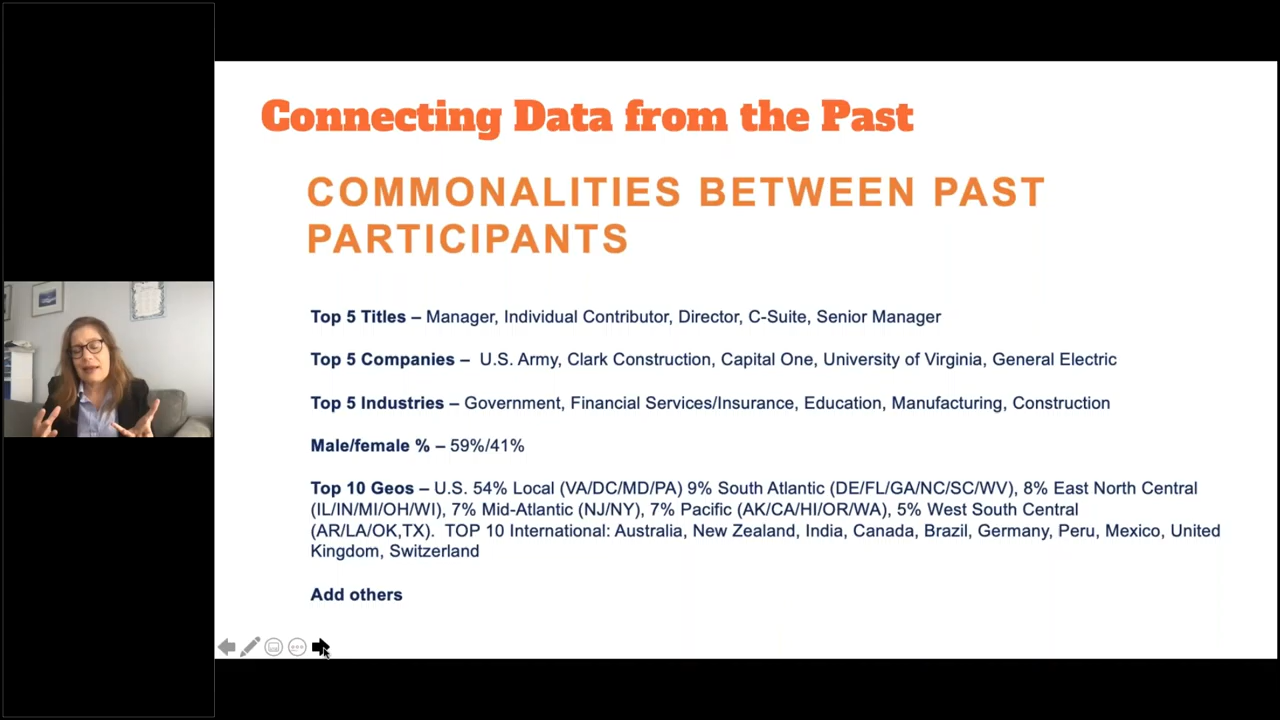 Connecting Data from the Past
COMMONALITIES BETWEEN PAST
PARTICIPANTS
Top 5 Titles – Manager, Individual Contributor, Director, C-Suite, Senior Manager
Top 5 Companies – U.S. Army, Clark Construction, Capital One, University of Virginia, General Electric
Top 5 Industries – Government, Financial Services/Insurance, Education, Manufacturing, Construction
Male/female % – 59%/41%
Top 10 Geos – U.S. 54% Local (VA/DC/MD/PA) 9% South Atlantic (DE/FL/GA/NC/SC/WV), 8% East North Central
(IL/IN/MI/OH/WI), 7% Mid-Atlantic (NJ/NY), 7% Pacific (AK/CA/HI/OR/WA), 5% West South Central
(AR/LA/OK,TX). TOP 10 International: Australia, New Zealand, India, Canada, Brazil, Germany, Peru, Mexico, United
Kingdom, Switzerland
Add others